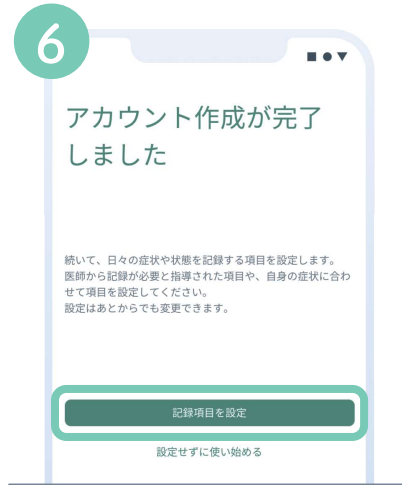 6
アカウント作成が完了
しました
続いて、日々の症状や状態を記録する項目を設定します。
医師から記録が必要と指導された項目や、自身の症状に合わ
せて項目を設定してください。
設定はあとからでも変更できます。
記録項目を設定
設定せずに使い始める